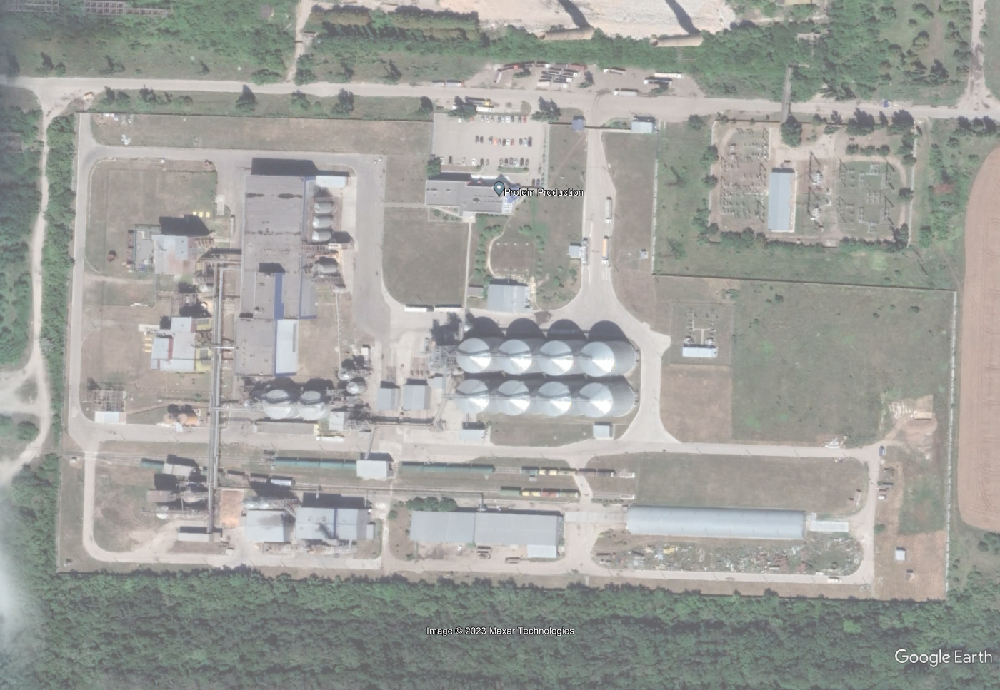 Protein Production
Image © 2023 Maxar Technologies
Google Earth